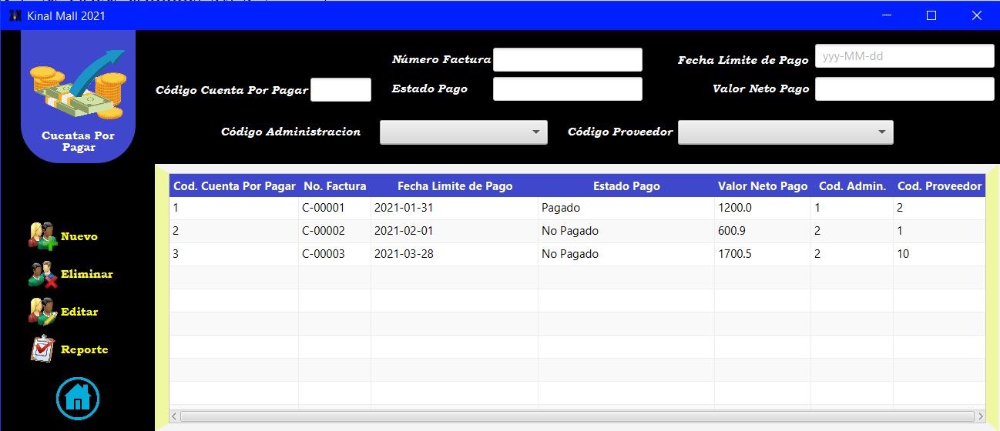 Kinal Mall 2021
Cuentas Por
Pagar
Número Factura
Fecha Límite de Pago yyy-MM-dd
Código Cuenta Por Pagar
Estado Pago
Valor Neto Pago
Código Administracion
Código Proveedor
Cod. Cuenta Por Pagar No. Factura Fecha Limite de Pago Estado Pago Valor Neto Pago Cod. Admin. Cod. Proveedor
1 C-00001 2021-01-31 Pagado 1200.0 1 2
2 C-00002 2021-02-01 No Pagado 600.9 2 1
3 C-00003 2021-03-28 No Pagado 1700.5 2 10
Nuevo
Eliminar
Editar
Reporte